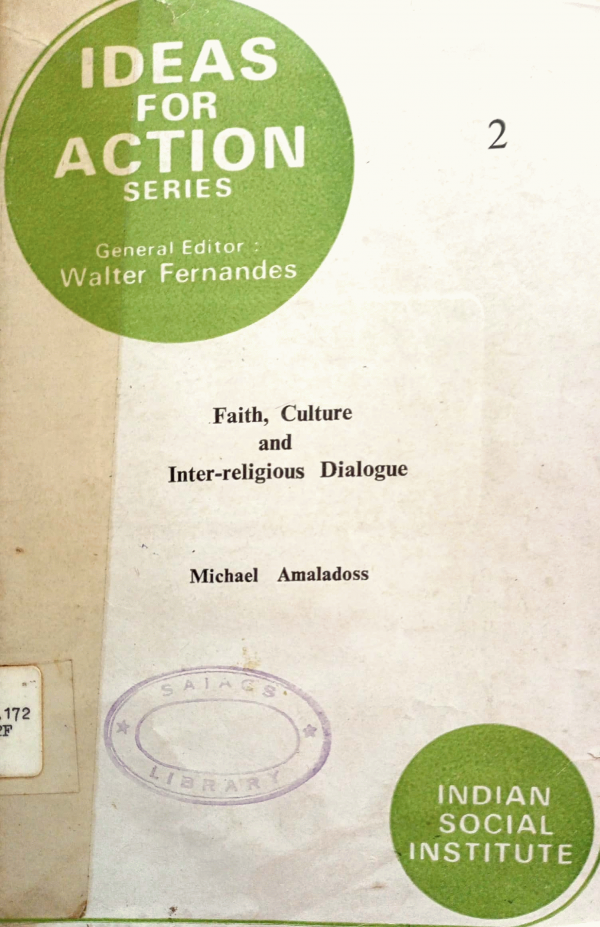 IDEAS
FOR
ACTION
SERIES
General Editor :
Walter Fernandes
2
Faith, Culture
and
Inter-religious Dialogue
Michael Amaladoss
SAIACS
LIBRARY
.172
2F
INDIAN
SOCIAL
INSTITUTE